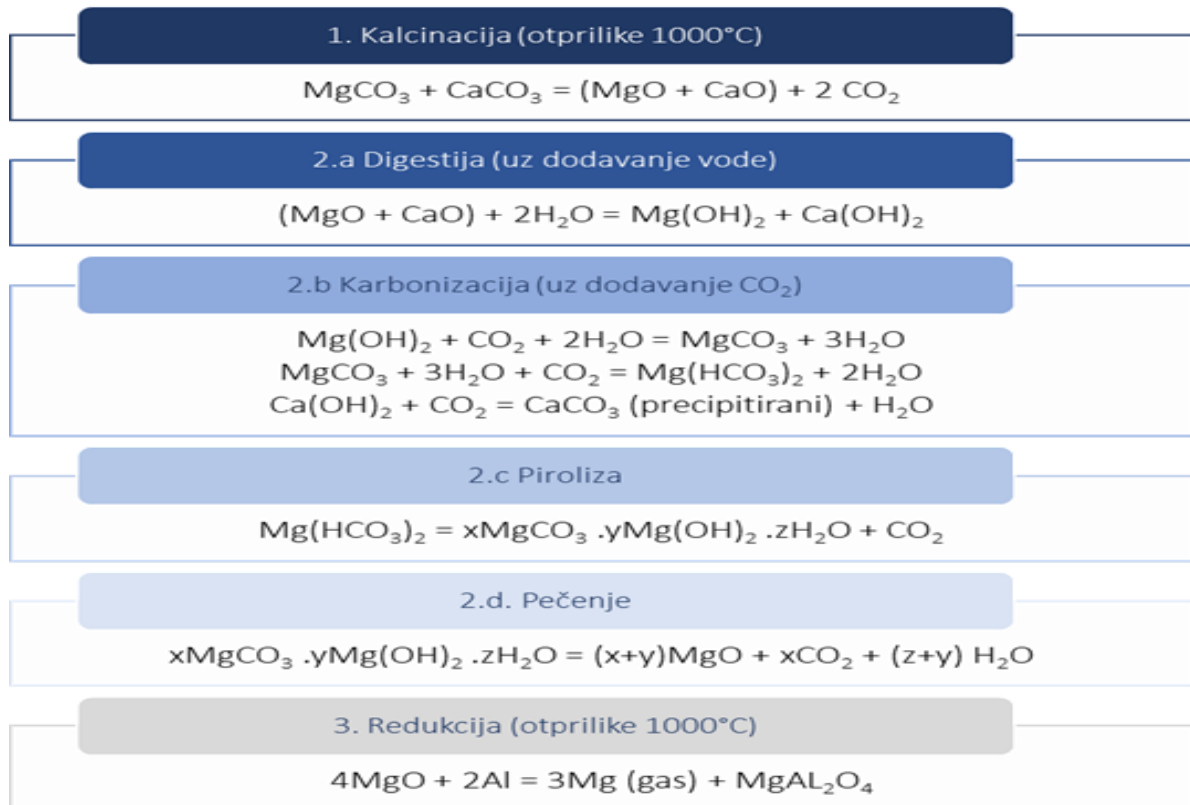 1. Kalcinacija (otprilike 1000°C)
MgCO₃ + CaCO₃ = (MgO + CaO) + 2 CO₂
2.a Digestija (uz dodavanje vode)
(MgO + CaO) + 2H₂O = Mg(OH)₂ + Ca(OH)₂
2.b Karbonizacija (uz dodavanje CO₂)
Mg(OH)₂ + CO₂ + 2H₂O = MgCO₃ + 3H₂O
MgCO₃ + 3H₂O + CO₂ = Mg(HCO₃)₂ + 2H₂O
Ca(OH)₂ + CO₂ = CaCO₃ (precipitirani) + H₂O
2.c Piroliza
Mg(HCO₃)₂ = xMgCO₃ .yMg(OH)₂ .zH₂O + CO₂
2.d. Pečenje
xMgCO₃ .yMg(OH)₂ .zH₂O = (x+y)MgO + xCO₂ + (z+y) H₂O
3. Redukcija (otprilike 1000°C)
4MgO + 2Al = 3Mg (gas) + MgAL₂O₄